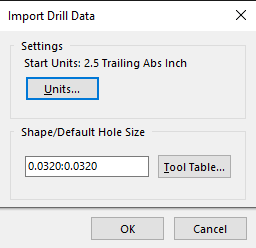 Import Drill Data
Settings
Start Units: 2.5 Trailing Abs Inch
Units...
Shape/Default Hole Size
0.0320:0.0320
Tool Table...
OK
Cancel